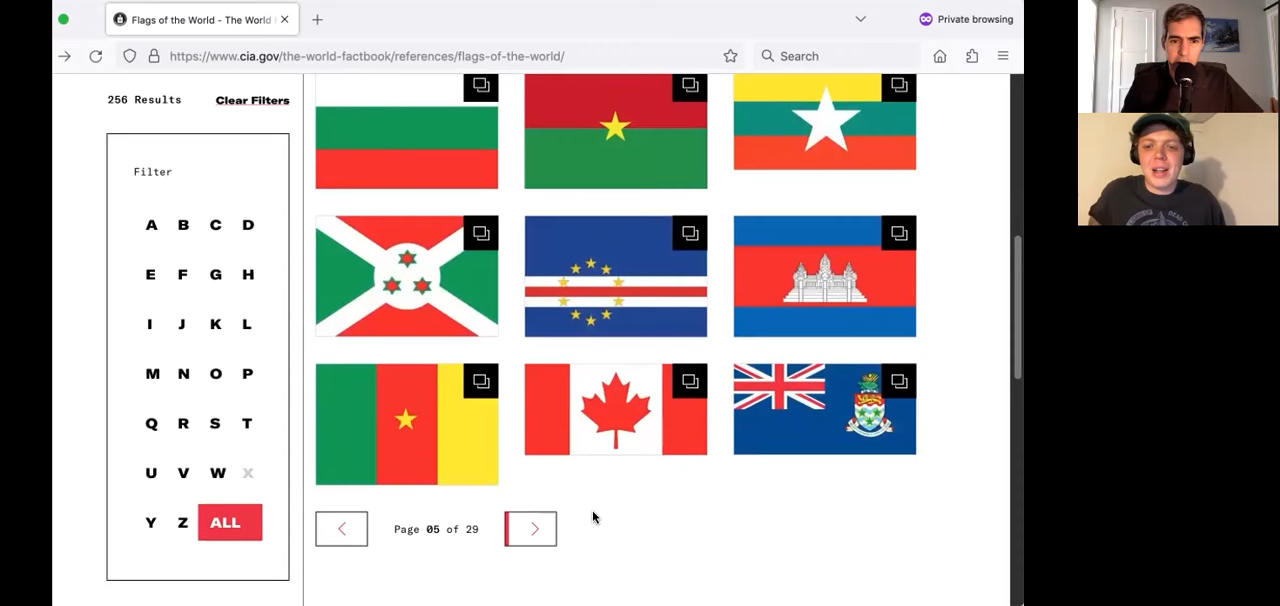 Flags of the World - The World
Private browsing
https://www.cia.gov/the-world-factbook/references/flags-of-the-world/
Search
256 Results
Clear Filters
Filter
A B C D
E F G H
I J K L
M N O P
Q R S T
U V W X
Y Z ALL
Page 05 of 29